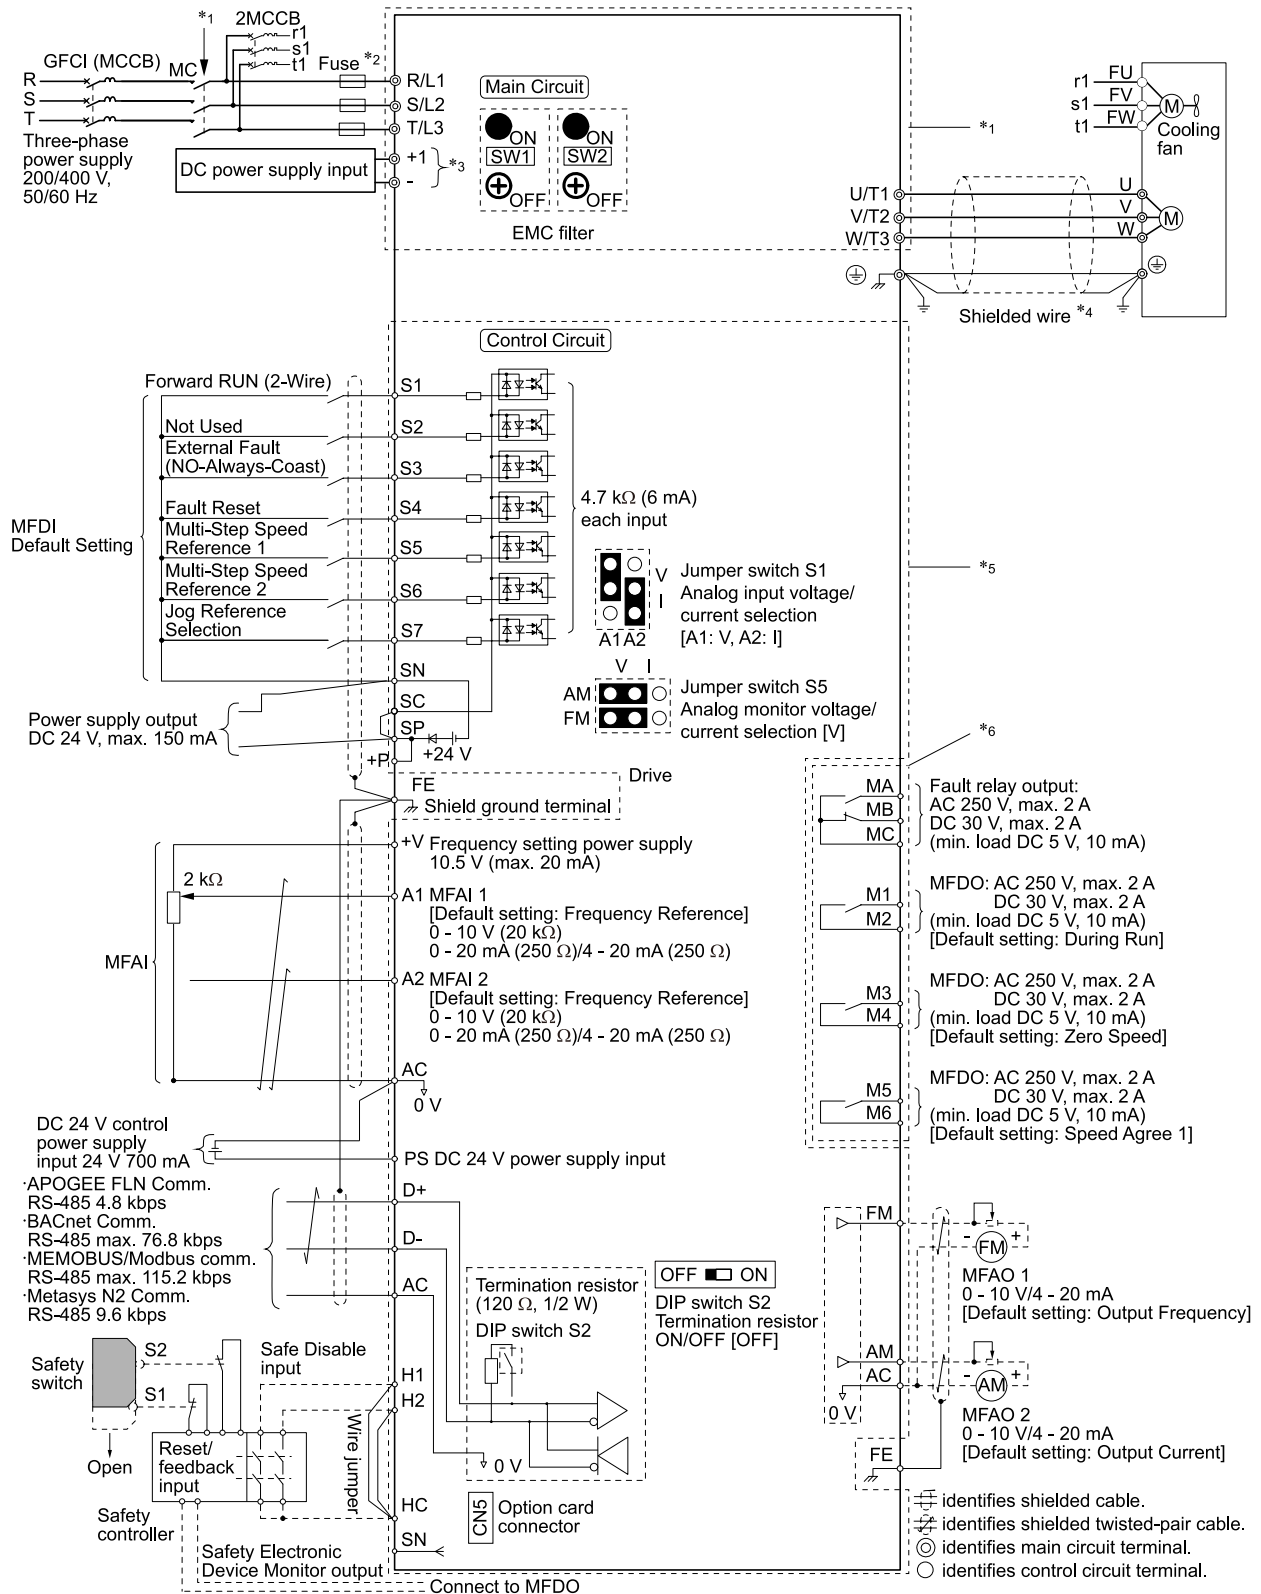 *1
2MCCB
r1
s1
t1
GFCI (MCCB)
MC
Fuse *2
R
S
T
Three-phase
power supply
200/400 V,
50/60 Hz
DC power supply input
R/L1
S/L2
T/L3
+1
-
*3
Main Circuit
ON
SW1
OFF
ON
SW2
OFF
EMC filter
*1
r1
s1
t1
FU
FV
FW
M
Cooling
fan
U/T1
V/T2
W/T3
U
V
W
M
Shielded wire *4
Control Circuit
Forward RUN (2-Wire)
Not Used
External Fault
(NO-Always-Coast)
Fault Reset
Multi-Step Speed
Reference 1
Multi-Step Speed
Reference 2
Jog Reference
Selection
MFDI
Default Setting
S1
S2
S3
S4
S5
S6
S7
SN
SC
SP
+P
+24 V
4.7 kΩ (6 mA)
each input
V
I
A1 A2
Jumper switch S1
Analog input voltage/
current selection
[A1: V, A2: I]
*5
V I
AM
FM
Jumper switch S5
Analog monitor voltage/
current selection [V]
Power supply output
DC 24 V, max. 150 mA
Drive
FE
Shield ground terminal
*6
MA
MB
MC
Fault relay output:
AC 250 V, max. 2 A
DC 30 V, max. 2 A
(min. load DC 5 V, 10 mA)
M1
M2
MFDO: AC 250 V, max. 2 A
DC 30 V, max. 2 A
(min. load DC 5 V, 10 mA)
[Default setting: During Run]
M3
M4
MFDO: AC 250 V, max. 2 A
DC 30 V, max. 2 A
(min. load DC 5 V, 10 mA)
[Default setting: Zero Speed]
M5
M6
MFDO: AC 250 V, max. 2 A
DC 30 V, max. 2 A
(min. load DC 5 V, 10 mA)
[Default setting: Speed Agree 1]
MFAI
2 kΩ
+V Frequency setting power supply
10.5 V (max. 20 mA)
A1 MFAI 1
[Default setting: Frequency Reference]
0 - 10 V (20 kΩ)
0 - 20 mA (250 Ω)/4 - 20 mA (250 Ω)
A2 MFAI 2
[Default setting: Frequency Reference]
0 - 10 V (20 kΩ)
0 - 20 mA (250 Ω)/4 - 20 mA (250 Ω)
AC
0 V
DC 24 V control
power supply
input 24 V 700 mA
PS DC 24 V power supply input
·APOGEE FLN Comm.
RS-485 4.8 kbps
·BACnet Comm.
RS-485 max. 76.8 kbps
·MEMOBUS/Modbus comm.
RS-485 max. 115.2 kbps
·Metasys N2 Comm.
RS-485 9.6 kbps
D+
D-
AC
Termination resistor
(120 Ω, 1/2 W)
DIP switch S2
0 V
OFF ON
DIP switch S2
Termination resistor
ON/OFF [OFF]
FM
- +
FM
MFAO 1
0 - 10 V/4 - 20 mA
[Default setting: Output Frequency]
AM
AC
0 V
- +
AM
MFAO 2
0 - 10 V/4 - 20 mA
[Default setting: Output Current]
FE
Safety
switch
S2
S1
Open
Safe Disable
input
Reset/
feedback
input
Safety
controller
Wire jumper
H1
H2
HC
SN
CN5
Option card
connector
Safety Electronic
Device Monitor output
Connect to MFDO
identifies shielded cable.
identifies shielded twisted-pair cable.
identifies main circuit terminal.
identifies control circuit terminal.